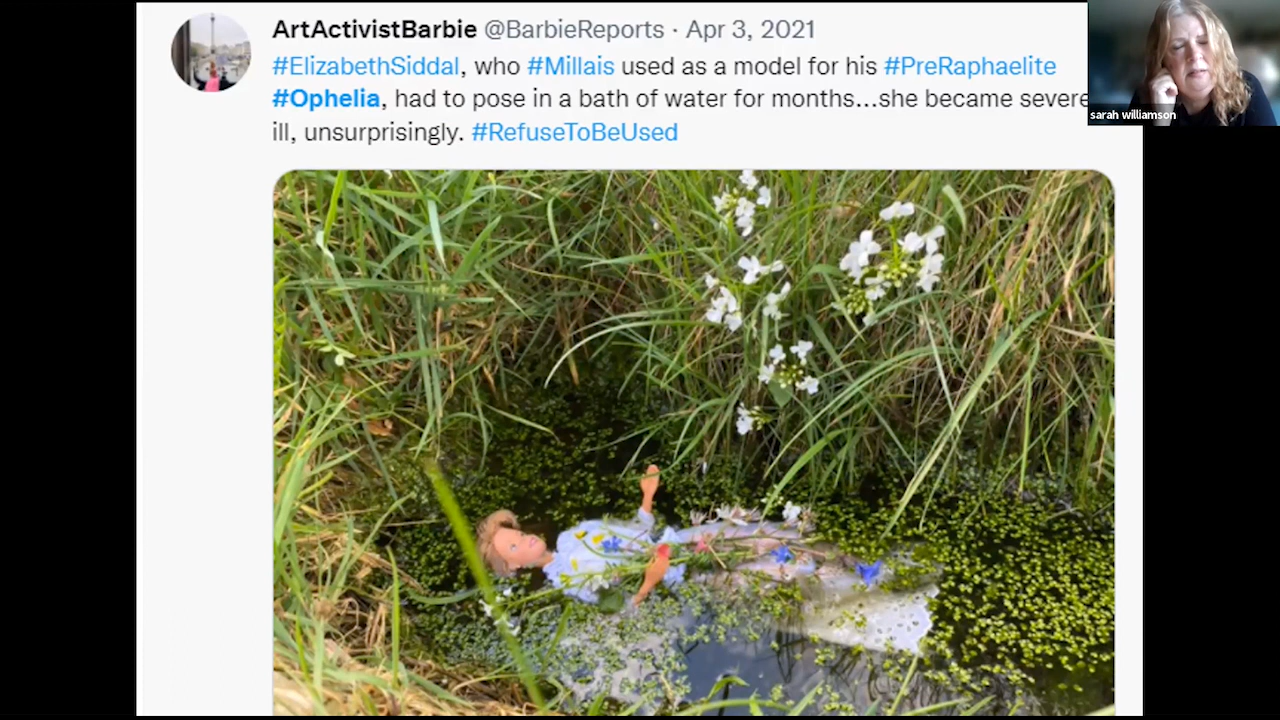 ArtActivistBarbie @BarbieReports · Apr 3, 2021
#ElizabethSiddal, who #Millais used as a model for his #PreRaphaelite
#Ophelia, had to pose in a bath of water for months...she became severe
ill, unsurprisingly. #RefuseToBeUsed
sarah williamson